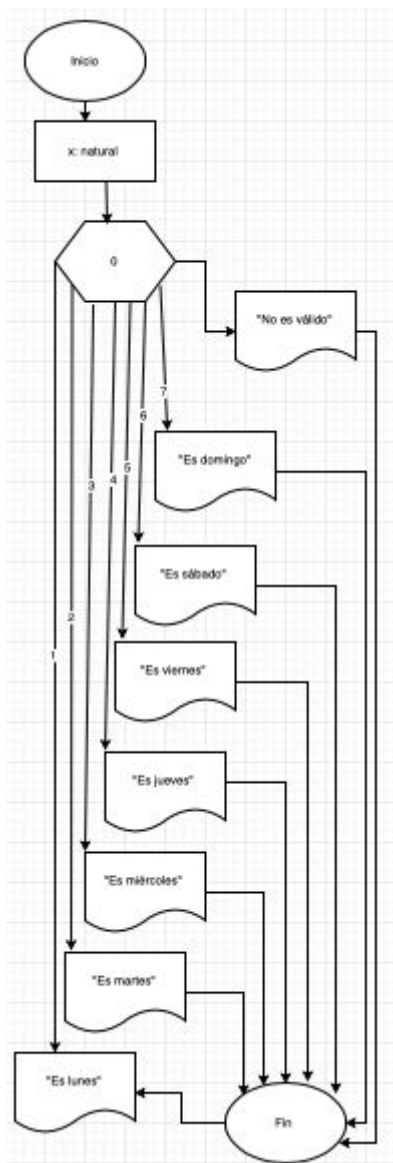 Inicio
x: natural
0
"No es válido"
7
6
"Es domingo"
5
4
3
"Es sábado"
2
1
"Es viernes"
"Es jueves"
"Es miércoles"
"Es martes"
"Es lunes"
Fin